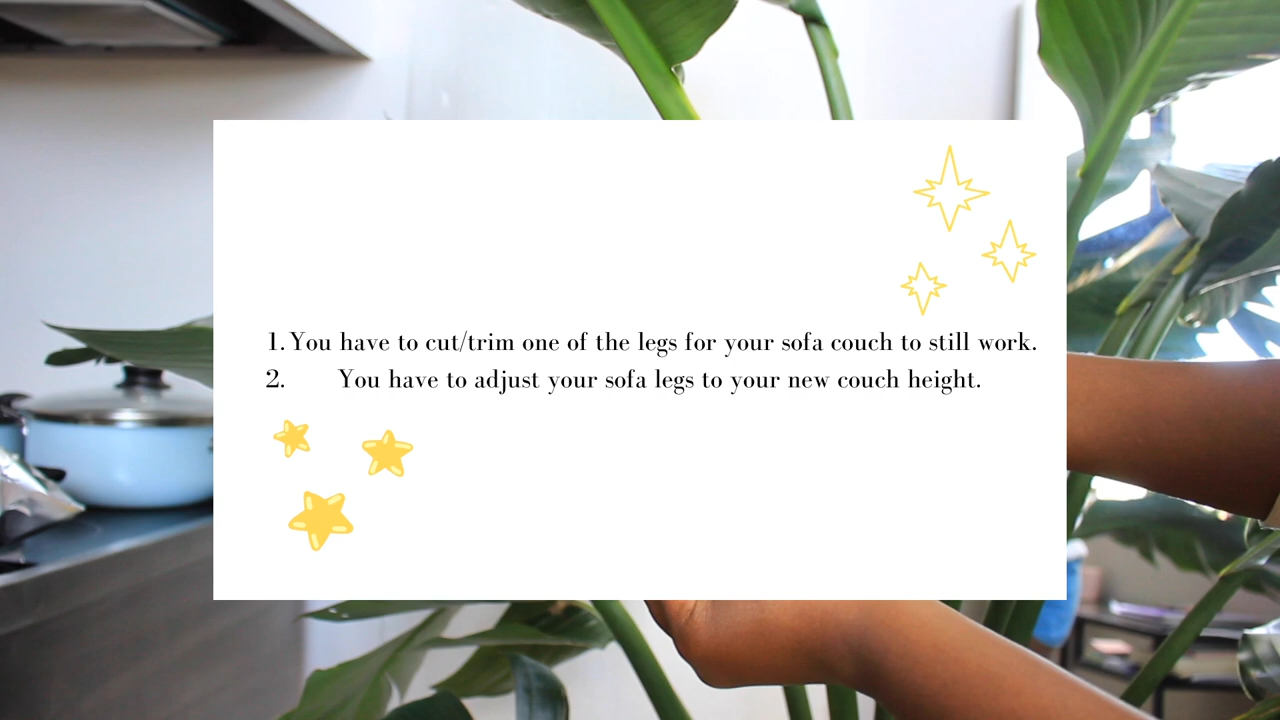 1. You have to cut/trim one of the legs for your sofa couch to still work.
2. You have to adjust your sofa legs to your new couch height.